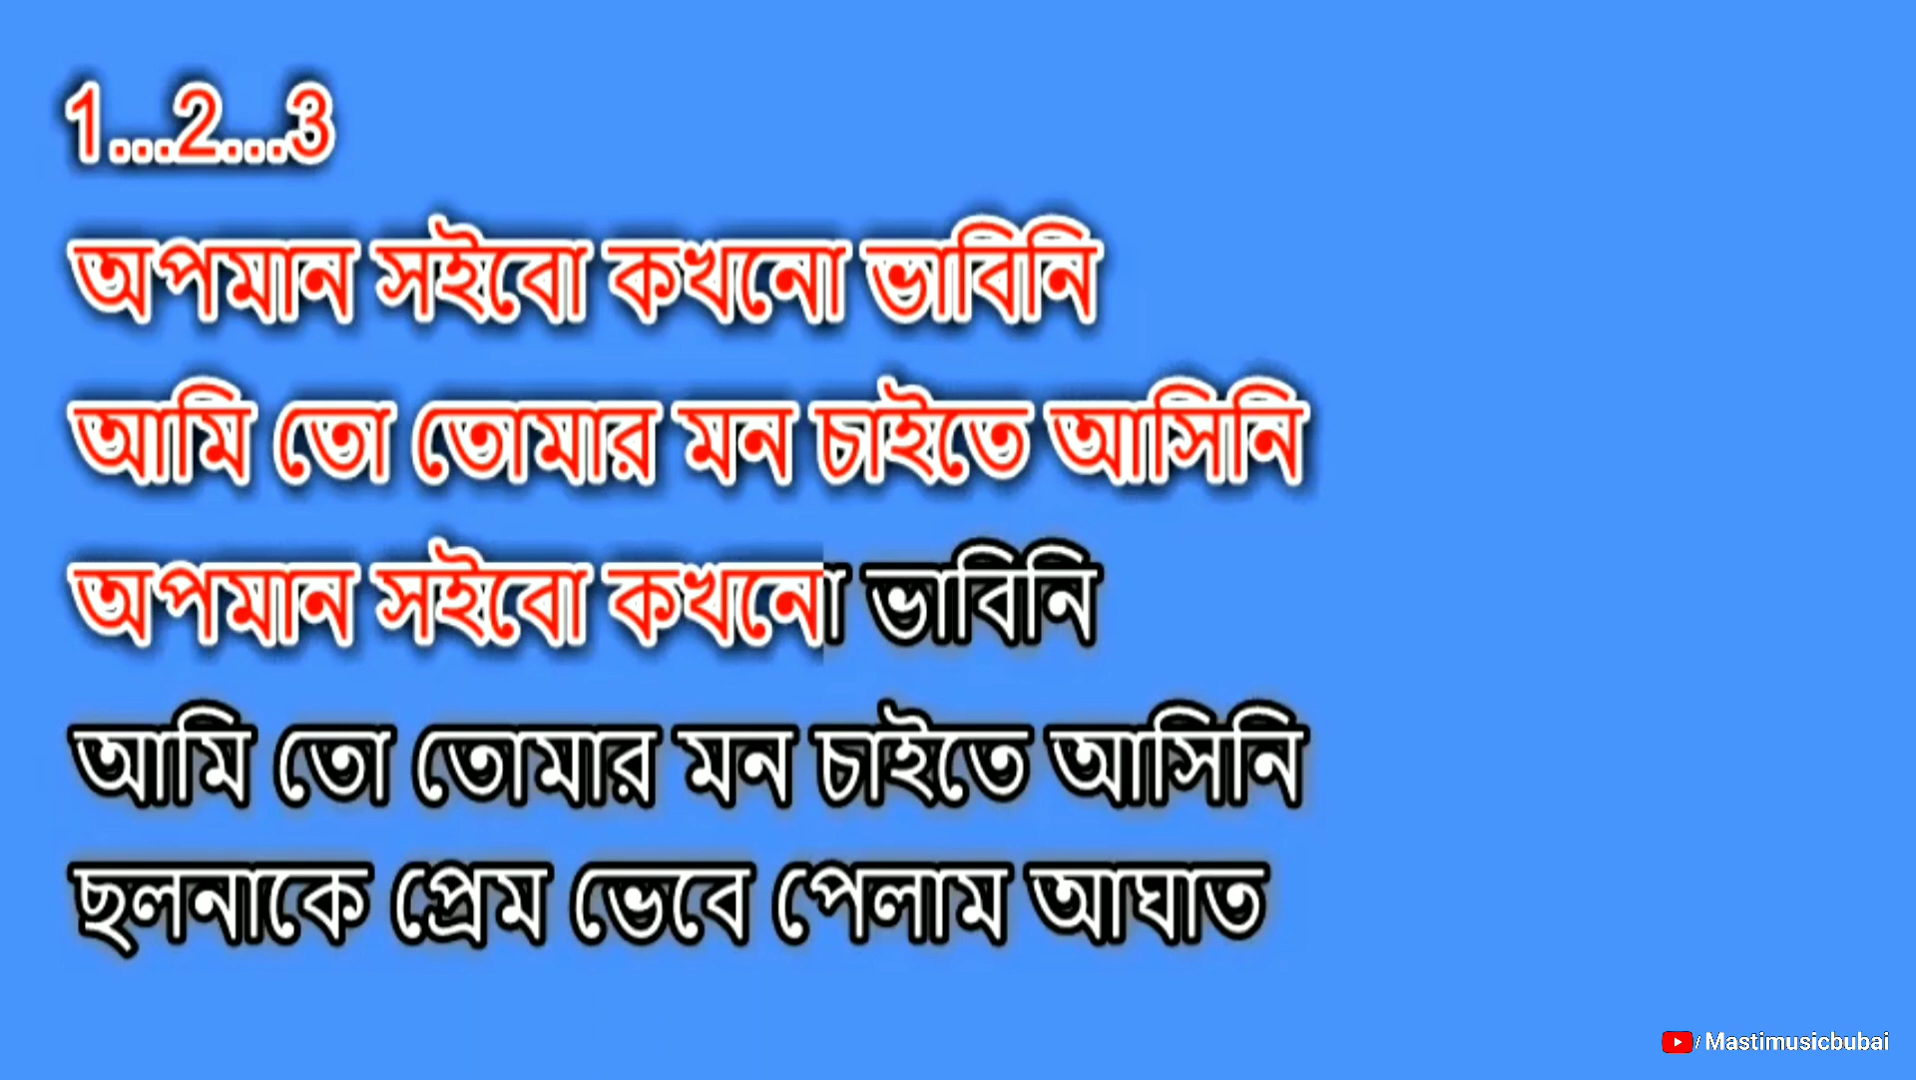 1...2...3
অপমান সইবো কখনো ভাবিনি
আমি তো তোমার মন চাইতে আসিনি
অপমান সইবো কখনো ভাবিনি
আমি তো তোমার মন চাইতে আসিনি
ছলনাকে প্রেম ভেবে পেলাম আঘাত
/ Mastimusicbubai